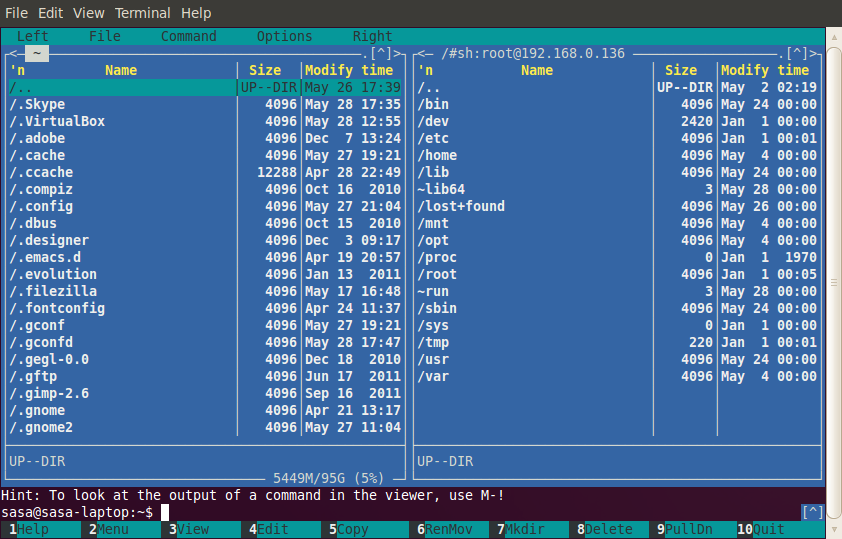 File Edit View Terminal Help
Left File Command Options Right
<─ ~ .[^]> <─ /#sh:root@192.168.0.136 .[^]>
'n Name Size Modify time 'n Name Size Modify time
/.. UP--DIR May 26 17:39 /.. UP--DIR May 2 02:19
/.Skype 4096 May 28 17:35 /bin 4096 May 24 00:00
/.VirtualBox 4096 May 28 12:55 /dev 2420 Jan 1 00:01
/.adobe 4096 Dec 7 13:24 /etc 4096 Jan 1 00:01
/.cache 4096 May 27 19:21 /home 4096 May 4 00:00
/.ccache 12288 Apr 28 22:49 /lib 4096 May 24 00:00
/.compiz 4096 Oct 16 2010 ~lib64 3 May 28 00:00
/.config 4096 May 27 21:04 /lost+found 4096 May 26 00:00
/.dbus 4096 Oct 15 2010 /mnt 4096 May 4 00:00
/.designer 4096 Dec 3 09:17 /opt 4096 May 4 00:00
/.emacs.d 4096 Apr 19 20:57 /proc 0 Jan 1 1970
/.evolution 4096 Jan 13 2011 /root 4096 Jan 1 00:05
/.filezilla 4096 May 17 16:48 ~run 3 May 28 00:00
/.fontconfig 4096 Apr 24 11:37 /sbin 4096 May 24 00:00
/.gconf 4096 May 27 19:21 /sys 0 Jan 1 00:00
/.gconfd 4096 May 28 17:47 /tmp 220 Jan 1 00:01
/.gegl-0.0 4096 Dec 18 2010 /usr 4096 May 24 00:00
/.gftp 4096 Jun 17 2011 /var 4096 May 4 00:00
/.gimp-2.6 4096 Sep 16 2011
/.gnome 4096 Apr 21 13:17
/.gnome2 4096 May 27 11:04
UP--DIR UP--DIR
5449M/95G (5%)
Hint: To look at the output of a command in the viewer, use M-!
sasa@sasa-laptop:~$ [^]
1Help 2Menu 3View 4Edit 5Copy 6RenMov 7Mkdir 8Delete 9PullDn 10Quit